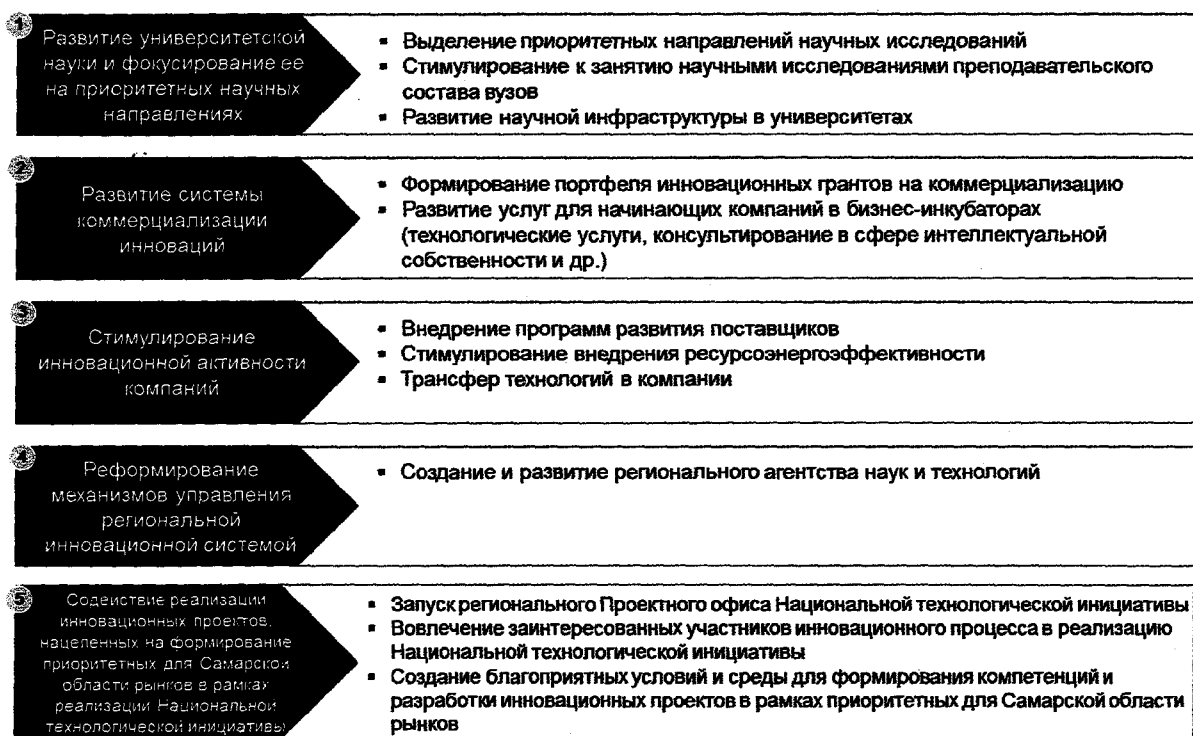 1
Развитие университетской
науки и фокусирование ее
на приоритетных научных
направлениях
▪ Выделение приоритетных направлений научных исследований
▪ Стимулирование к занятию научными исследованиями преподавательского
состава вузов
▪ Развитие научной инфраструктуры в университетах
2
Развитие системы
коммерциализации
инноваций
▪ Формирование портфеля инновационных грантов на коммерциализацию
▪ Развитие услуг для начинающих компаний в бизнес-инкубаторах
(технологические услуги, консультирование в сфере интеллектуальной
собственности и др.)
3
Стимулирование
инновационной активности
компаний
▪ Внедрение программ развития поставщиков
▪ Стимулирование внедрения ресурсоэнергоэффективности
▪ Трансфер технологий в компании
4
Реформирование
механизмов управления
региональной
инновационной системой
▪ Создание и развитие регионального агентства наук и технологий
5
Содействие реализации
инновационных проектов,
нацеленных на формирование
приоритетных для Самарской
области рынков в рамках
реализации Национальной
технологической инициативы
▪ Запуск регионального Проектного офиса Национальной технологической инициативы
▪ Вовлечение заинтересованных участников инновационного процесса в реализацию
Национальной технологической инициативы
▪ Создание благоприятных условий и среды для формирования компетенций и
разработки инновационных проектов в рамках приоритетных для Самарской области
рынков